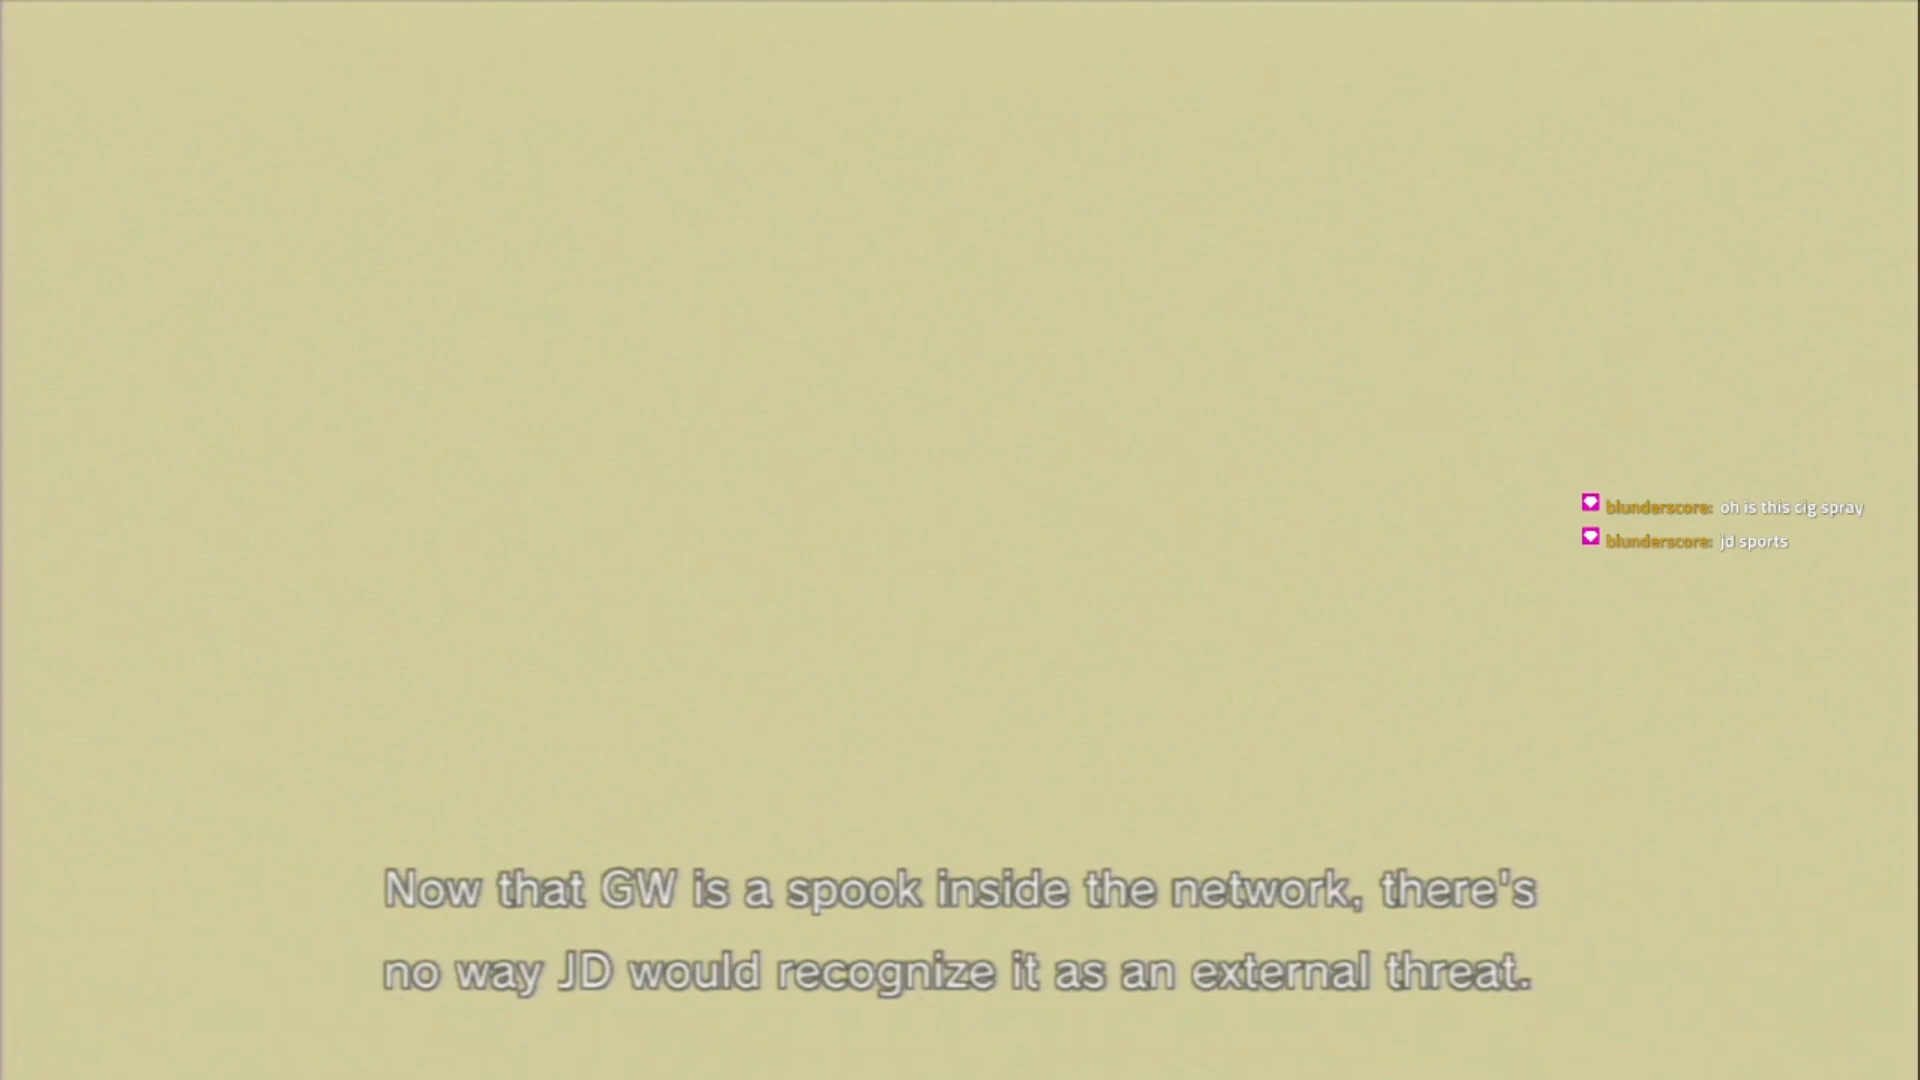 blunderscore: oh is this cig spray
blunderscore: jd sports
Now that GW is a spook inside the network, there's
no way JD would recognize it as an external threat.